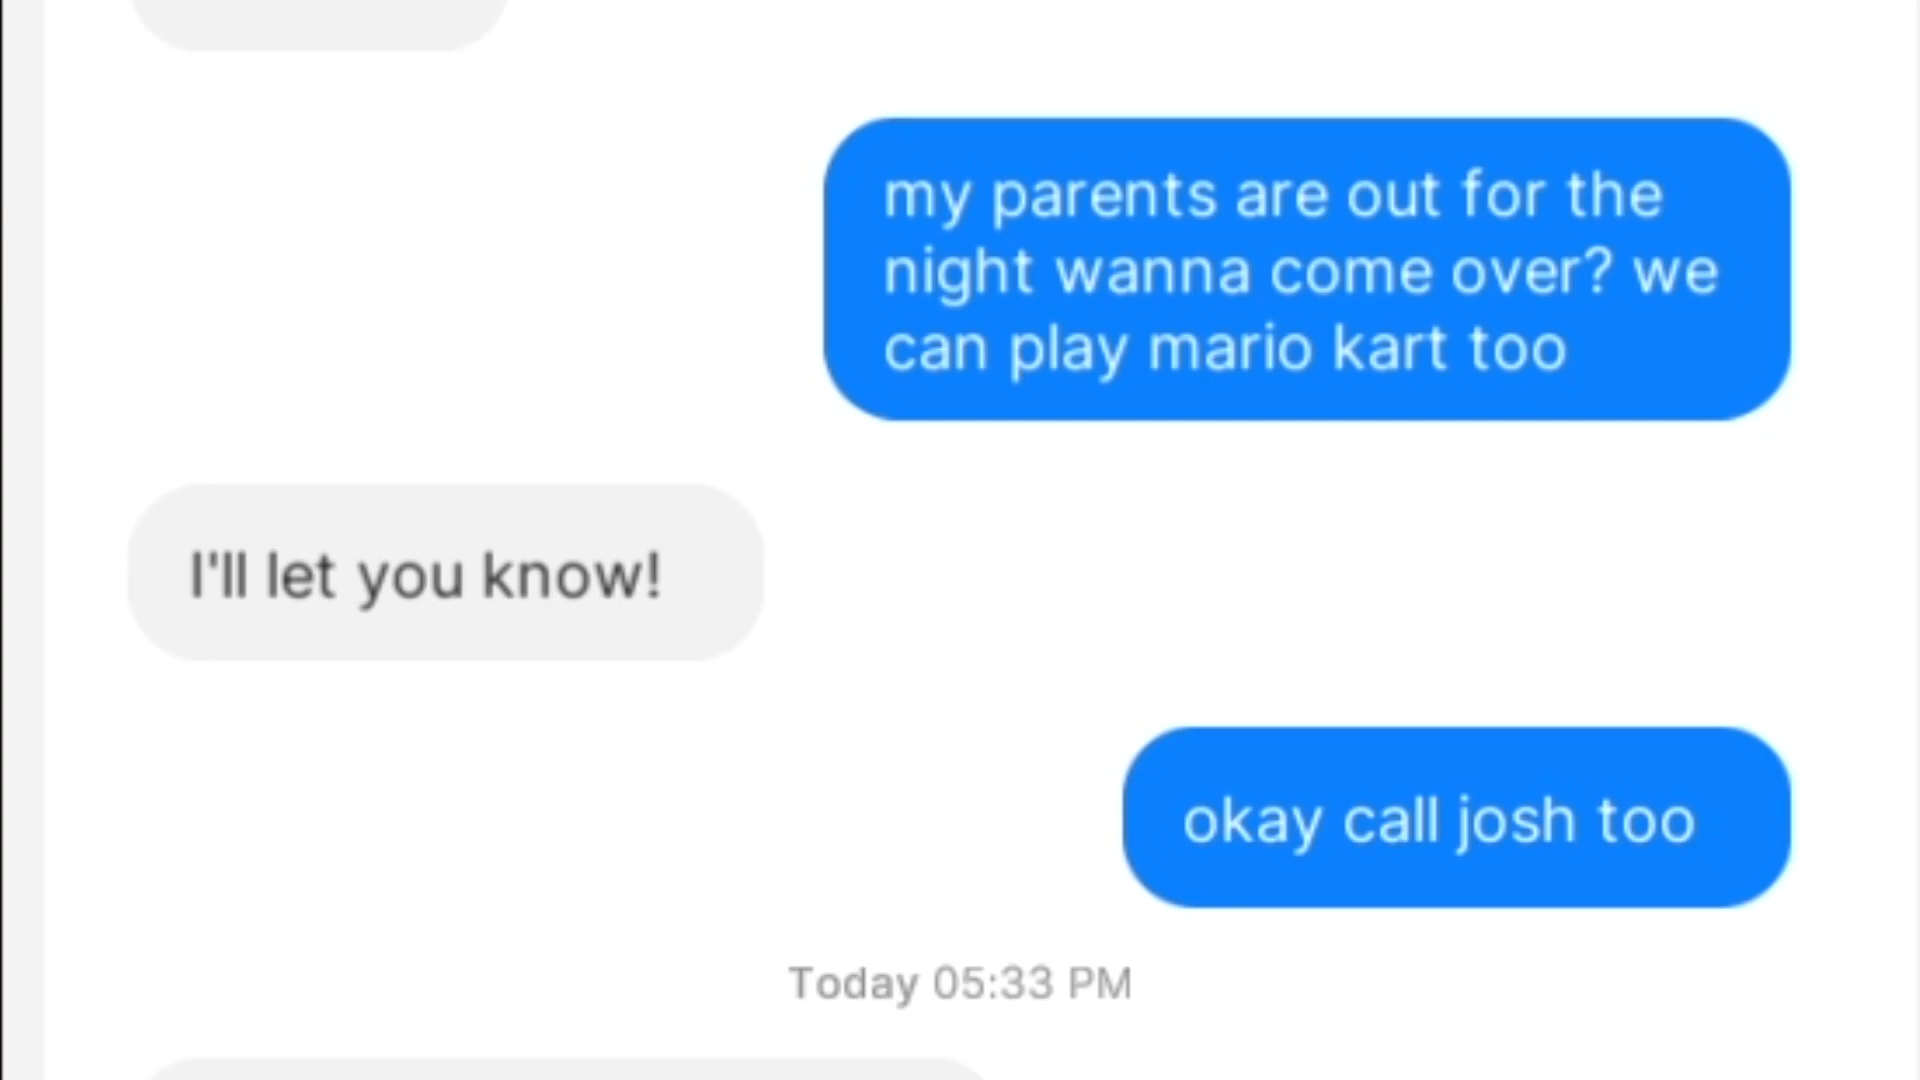 my parents are out for the
night wanna come over? we
can play mario kart too
I'll let you know!
okay call josh too
Today 05:33 PM